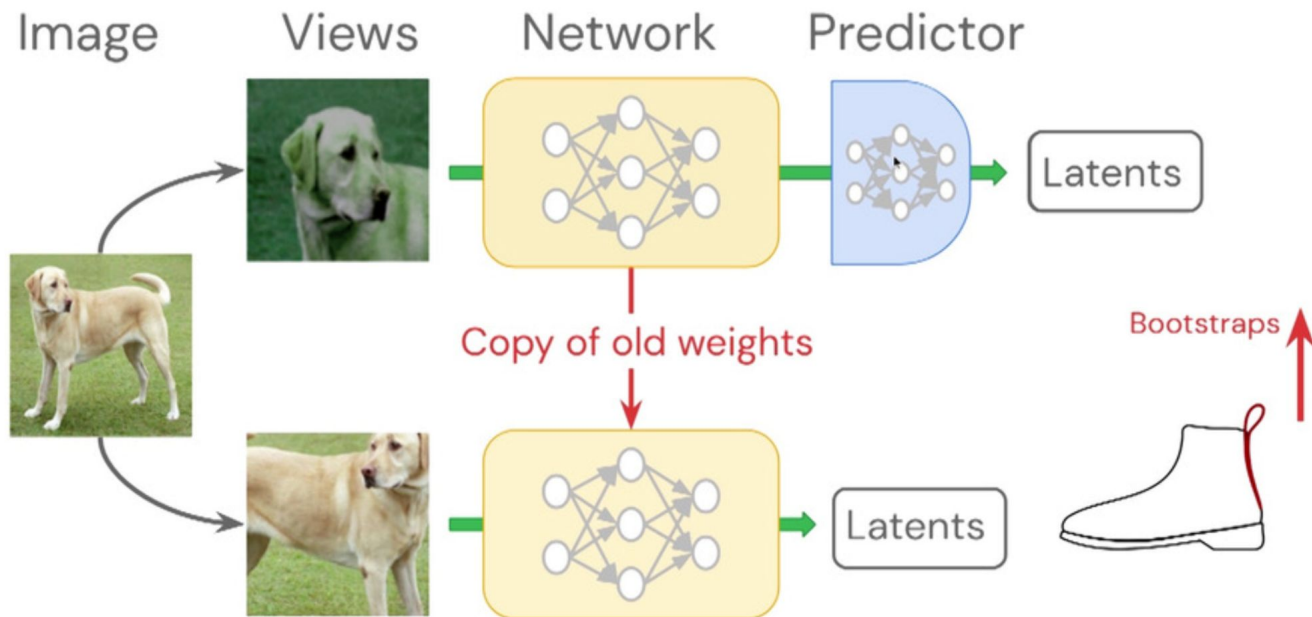 Image Views Network Predictor
Latents
Copy of old weights
Bootstraps
Latents